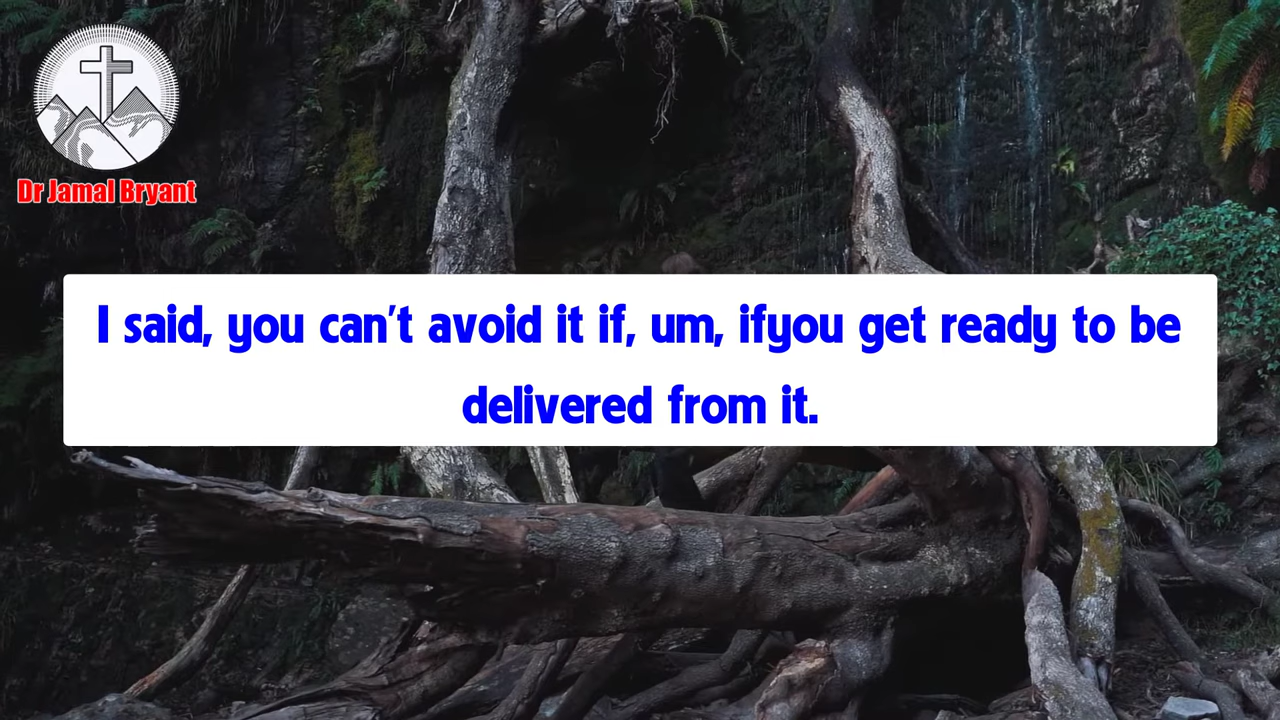 Dr Jamal Bryant
I said, you can't avoid it if, um, ifyou get ready to be
delivered from it.